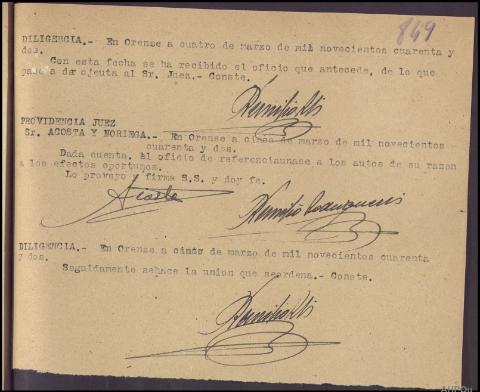 849
DILIGENCIA.- En Orense a cuatro de marzo de mil novecientos cuarenta y
dos.
Con esta fecha se ha recibido el oficio que antecede, de lo que
paso a dar cuenta al Sr. Juez.- Conste.
PROVIDENCIA JUEZ
Sr. ACOSTA Y NORIEGA.- En Orense a cinco de marzo de mil novecientos
cuarenta y dos.
Dada cuenta, el oficio de referencia unase a los autos de su razon
a los efectos oportunos.
Lo proveyo y firma S.S. y doy fe.
Acosta
DILIGENCIA.- En Orense a cinco de marzo de mil novecientos cuarenta
y dos.
Seguidamente se hace la union que se ordena.- Conste.